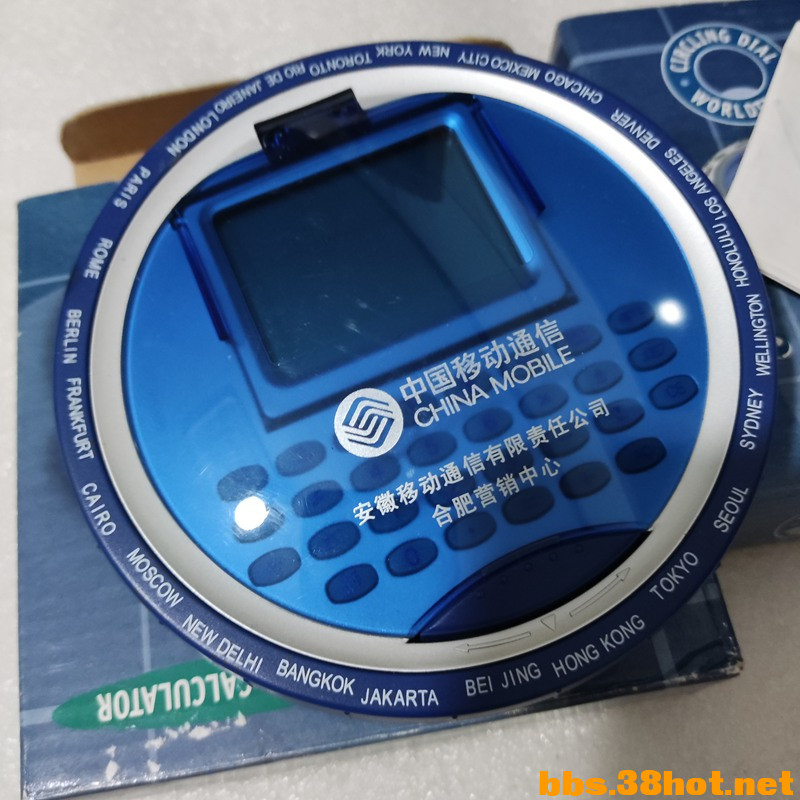 CIRCLING DIAL
WORLD
NEW YORK
MEXICO CITY
CHICAGO
DENVER
LOS ANGELES
HONOLULU
WELLINGTON
SYDNEY
SEOUL
TOKYO
HONG KONG
BEI JING
JAKARTA
BANGKOK
NEW DELHI
MOSCOW
CAIRO
FRANKFURT
BERLIN
ROME
PARIS
LONDON
RIO DE JANEIRO
TORONTO
中国移动通信
CHINA MOBILE
安徽移动通信有限责任公司
合肥营销中心
CALCULATOR
bbs.38hot.net